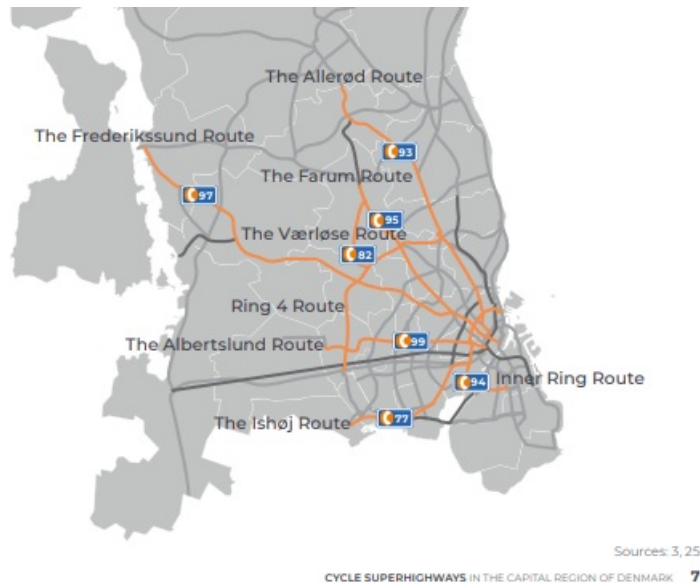 The Allerød Route
The Frederikssund Route
93
The Farum Route
97
95
The Værløse Route
82
Ring 4 Route
The Albertslund Route
99
94
Inner Ring Route
The Ishøj Route
77
Sources: 3, 25
CYCLE SUPERHIGHWAYS IN THE CAPITAL REGION OF DENMARK 7